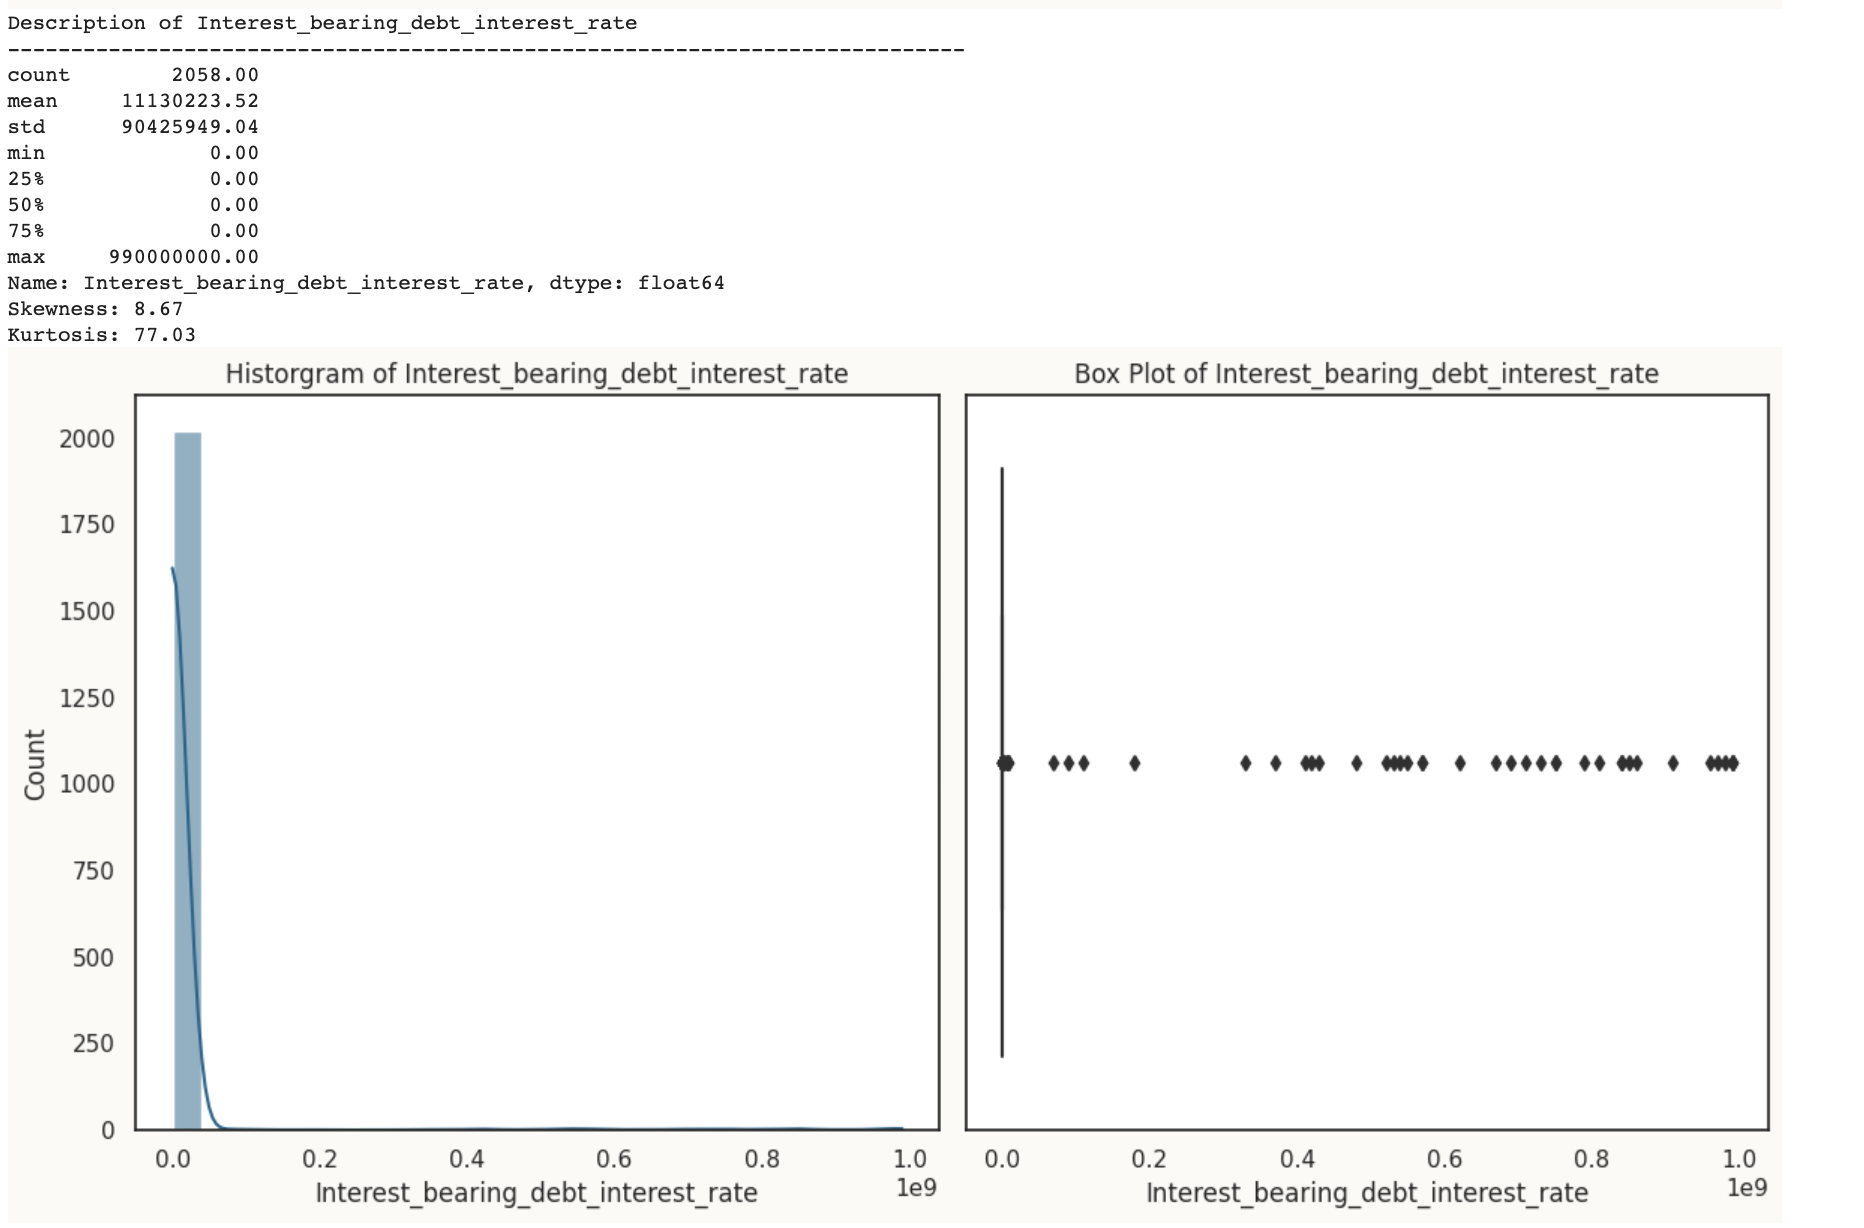 Description of Interest_bearing_debt_interest_rate
----------------------------------------------------------------------------
count 2058.00
mean 11130223.52
std 90425949.04
min 0.00
25% 0.00
50% 0.00
75% 0.00
max 990000000.00
Name: Interest_bearing_debt_interest_rate, dtype: float64
Skewness: 8.67
Kurtosis: 77.03
Historgram of Interest_bearing_debt_interest_rate
2000
1750
1500
1250
1000
750
500
250
0
Count
0.0 0.2 0.4 0.6 0.8 1.0
1e9
Interest_bearing_debt_interest_rate
Box Plot of Interest_bearing_debt_interest_rate
0.0 0.2 0.4 0.6 0.8 1.0
1e9
Interest_bearing_debt_interest_rate